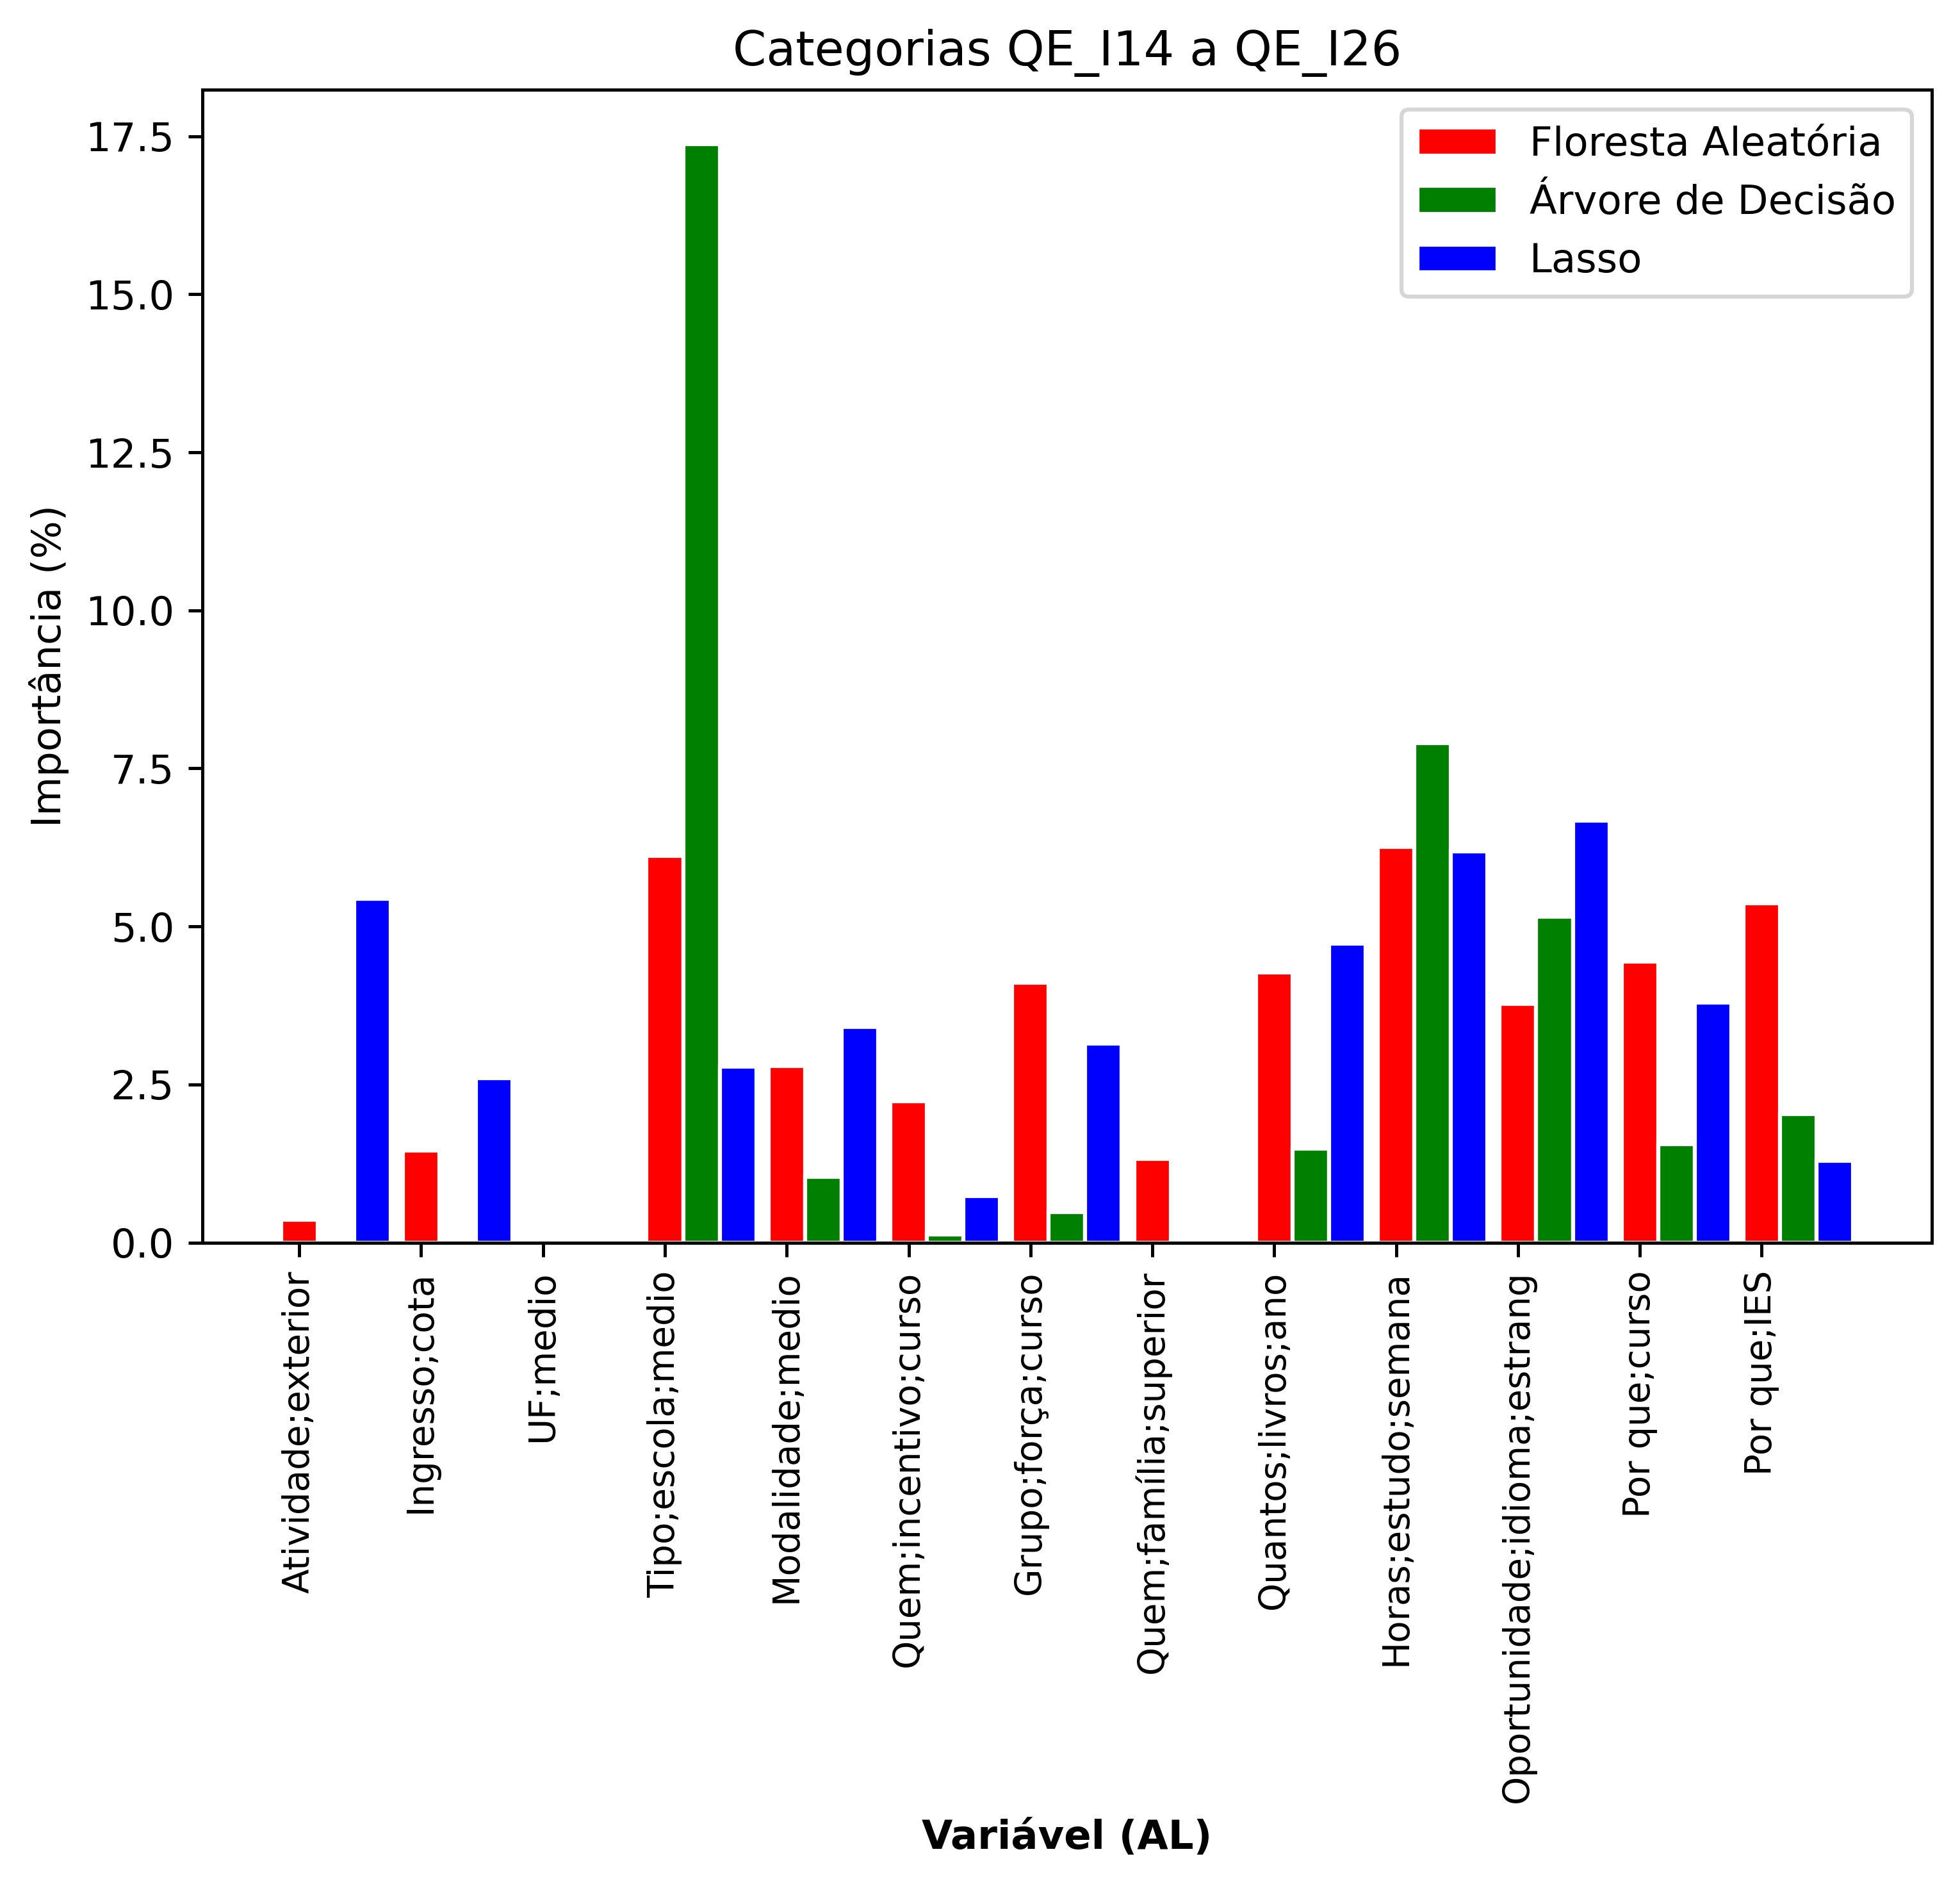 Categorias QE_I14 a QE_I26
Floresta Aleatória
Árvore de Decisão
Lasso
Importância (%)
17.5
15.0
12.5
10.0
7.5
5.0
2.5
0.0
Atividade;exterior
Ingresso;cota
UF;medio
Tipo;escola;medio
Modalidade;medio
Quem;incentivo;curso
Grupo;força;curso
Quem;família;superior
Quantos;livros;ano
Horas;estudo;semana
Oportunidade;idioma;estrang
Por que;curso
Por que;IES
Variável (AL)